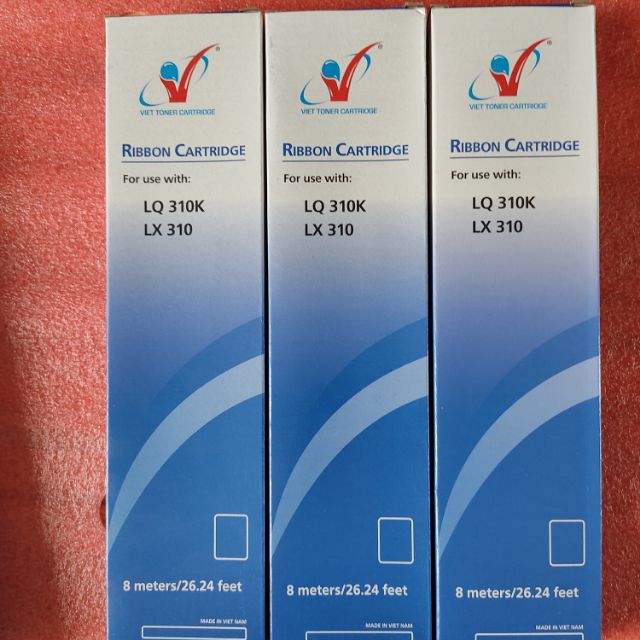 ®
VIET TONER CARTRIDGE
RIBBON CARTRIDGE
For use with:
LQ 310K
LX 310
8 meters/26.24 feet
MADE IN VIET NAM
®
VIET TONER CARTRIDGE
RIBBON CARTRIDGE
For use with:
LQ 310K
LX 310
8 meters/26.24 feet
MADE IN VIET NAM
®
VIET TONER CARTRIDGE
RIBBON CARTRIDGE
For use with:
LQ 310K
LX 310
8 meters/26.24 feet
MADE IN VIET NAM